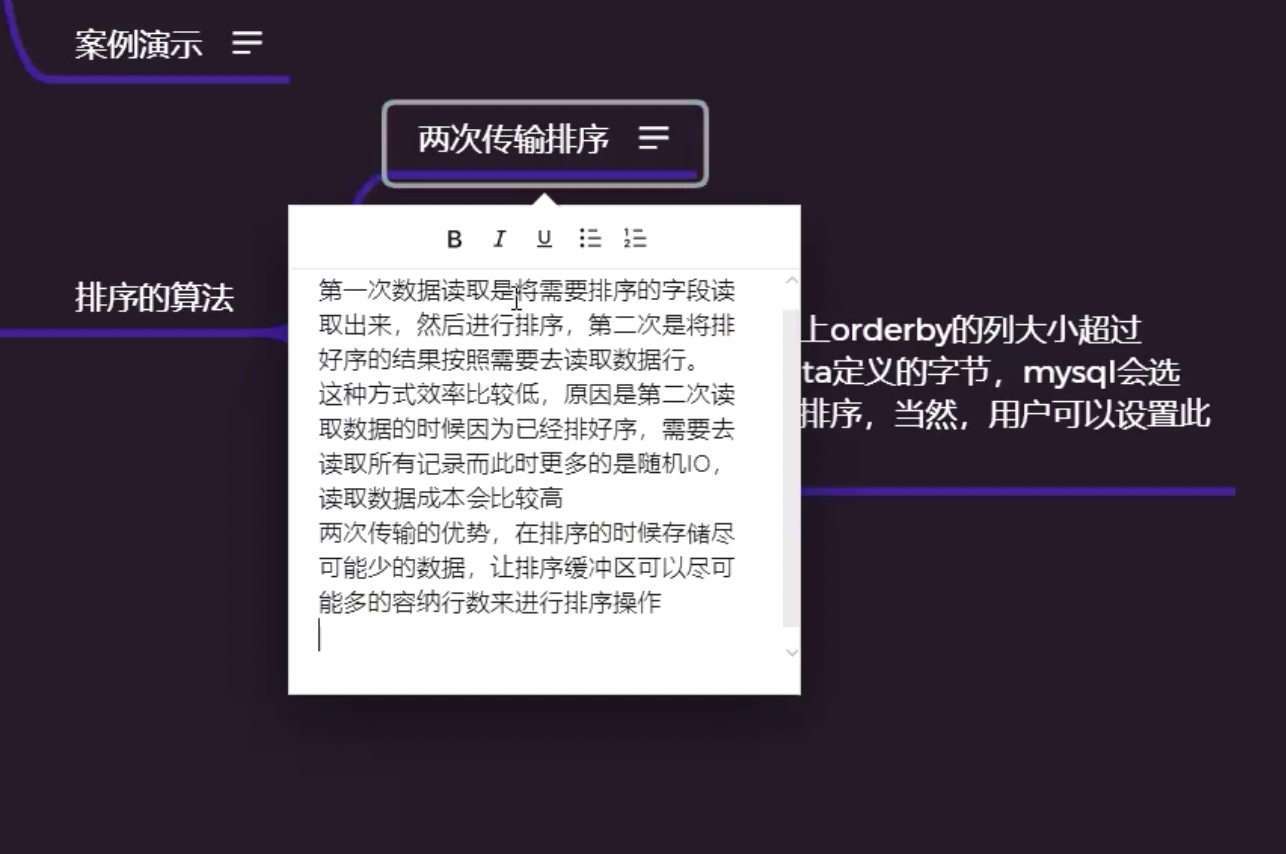 案例演示
两次传输排序
B I U
排序的算法
第一次数据读取是将需要排序的字段读
取出来，然后进行排序，第二次是将排
好序的结果按照需要去读取数据行。
这种方式效率比较低，原因是第二次读
取数据的时候因为已经排好序，需要去
读取所有记录而此时更多的是随机IO，
读取数据成本会比较高
两次传输的优势，在排序的时候存储尽
可能少的数据，让排序缓冲区可以尽可
能多的容纳行数来进行排序操作
上orderby的列大小超过
ta定义的字节，mysql会选
排序，当然，用户可以设置此